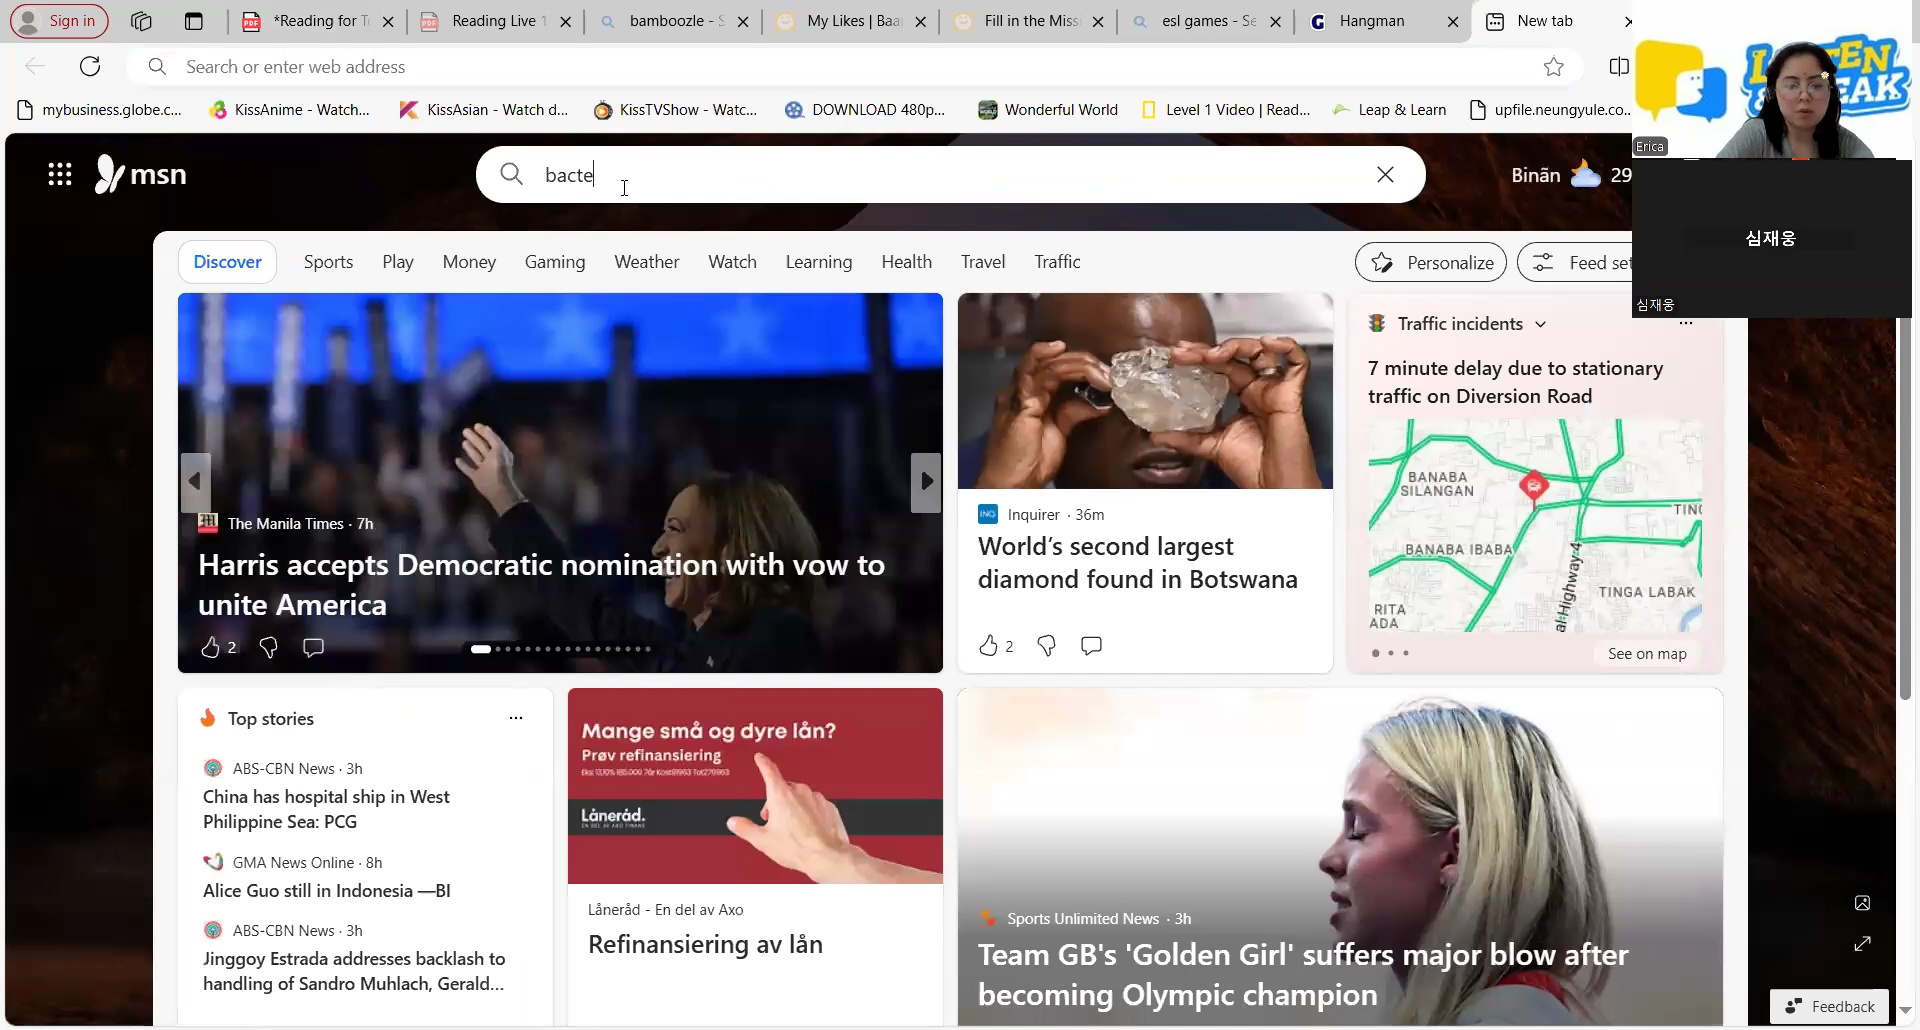 Sign in
*Reading for T
Reading Live 1
bamboozle - S
My Likes | Baa
Fill in the Missi
esl games - Se
Hangman
New tab
Search or enter web address
mybusiness.globe.c...
KissAnime - Watch...
KissAsian - Watch d...
KissTVShow - Watc...
DOWNLOAD 480p...
Wonderful World
Level 1 Video | Read...
Leap & Learn
upfile.neungyule.co...
Erica
msn
bacte
Binãn
29
심재웅
심재웅
Discover
Sports
Play
Money
Gaming
Weather
Watch
Learning
Health
Travel
Traffic
Personalize
Feed set
The Manila Times · 7h
Harris accepts Democratic nomination with vow to
unite America
2
Inquirer · 36m
World's second largest
diamond found in Botswana
2
Traffic incidents
7 minute delay due to stationary
traffic on Diversion Road
BANABA
SILANGAN
TING
BANABA IBABA
al-Highway 4
TINGA LABAK
RITA
ADA
See on map
Top stories
ABS-CBN News · 3h
China has hospital ship in West
Philippine Sea: PCG
GMA News Online · 8h
Alice Guo still in Indonesia —BI
ABS-CBN News · 3h
Jinggoy Estrada addresses backlash to
handling of Sandro Muhlach, Gerald...
Mange små og dyre lån?
Prøv refinansiering
Låneråd.
Låneråd - En del av Axo
Refinansiering av lån
Sports Unlimited News · 3h
Team GB's 'Golden Girl' suffers major blow after
becoming Olympic champion
Feedback